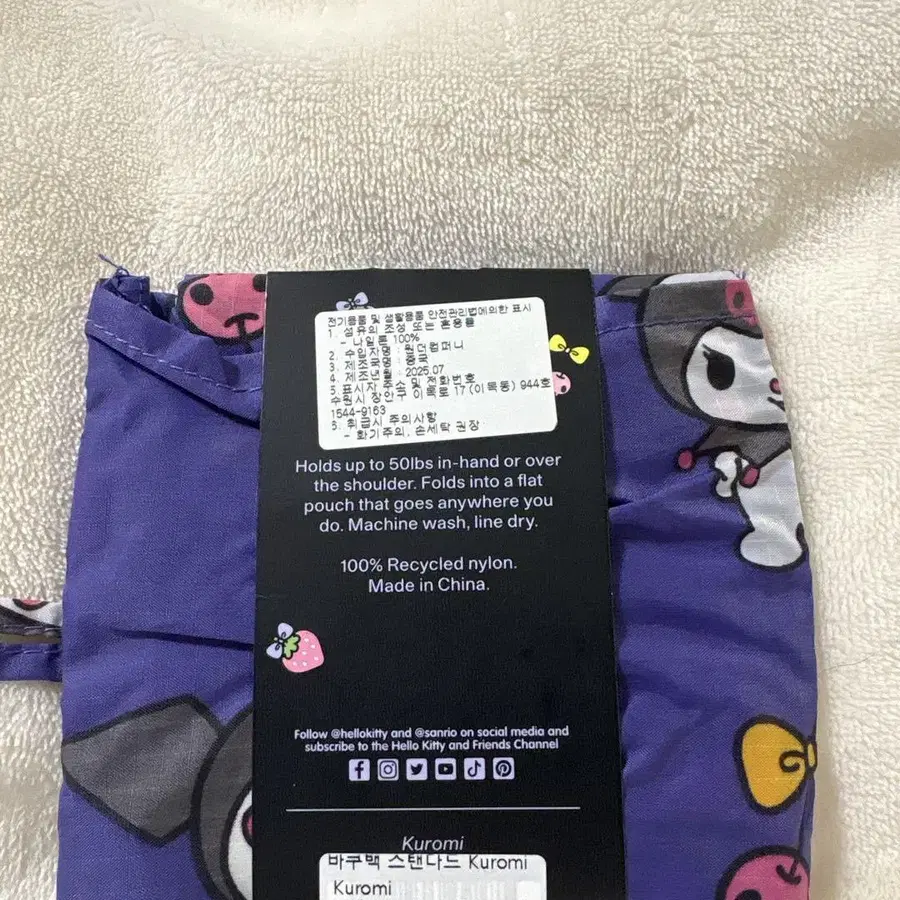 전기용품 및 생활용품 안전관리법에의한 표시
1. 섬유의 조성 또는 혼용률
- 나일론 100%
2. 수입자명 : 원더컴퍼니
3. 제조국명 : 중국
4. 제조년월 : 2025.07
5. 표시자 주소 및 전화번호
수원시 장안구 이목로 17 (이목동) 944호
1544-9163
6. 취급시 주의사항
- 화기주의, 손세탁 권장
Holds up to 50lbs in-hand or over
the shoulder. Folds into a flat
pouch that goes anywhere you
do. Machine wash, line dry.
100% Recycled nylon.
Made in China.
Follow @hellokitty and @sanrio on social media and
subscribe to the Hello Kitty and Friends Channel
Kuromi
바쿠백 스탠다드 Kuromi
Kuromi